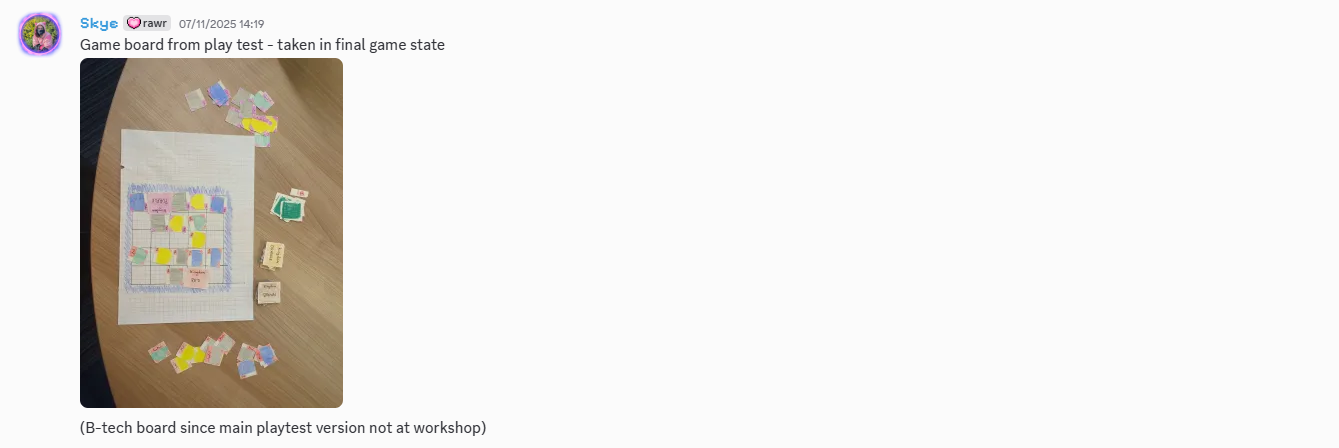 Skye rawr 07/11/2025 14:19
Game board from play test - taken in final game state
(B-tech board since main playtest version not at workshop)